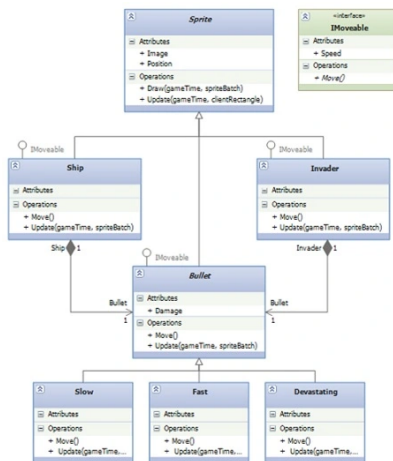 Sprite
Attributes
+ Image
+ Position
Operations
+ Draw(gameTime, spriteBatch)
+ Update(gameTime, clientRectangle)
«interface»
IMoveable
Attributes
+ Speed
Operations
+ Move()
IMoveable
Ship
Attributes
Operations
+ Move()
+ Update(gameTime, spriteBatch)
IMoveable
Invader
Attributes
Operations
+ Move()
+ Update(gameTime, spriteBatch)
Ship 1
Invader 1
IMoveable
Bullet
Attributes
+ Damage
Operations
+ Move()
+ Update(gameTime, spriteBatch)
Bullet
1
Bullet
1
Slow
Attributes
Operations
+ Move()
+ Update(gameTime,...
Fast
Attributes
Operations
+ Move()
+ Update(gameTime,...
Devastating
Attributes
Operations
+ Move()
+ Update(gameTime,...